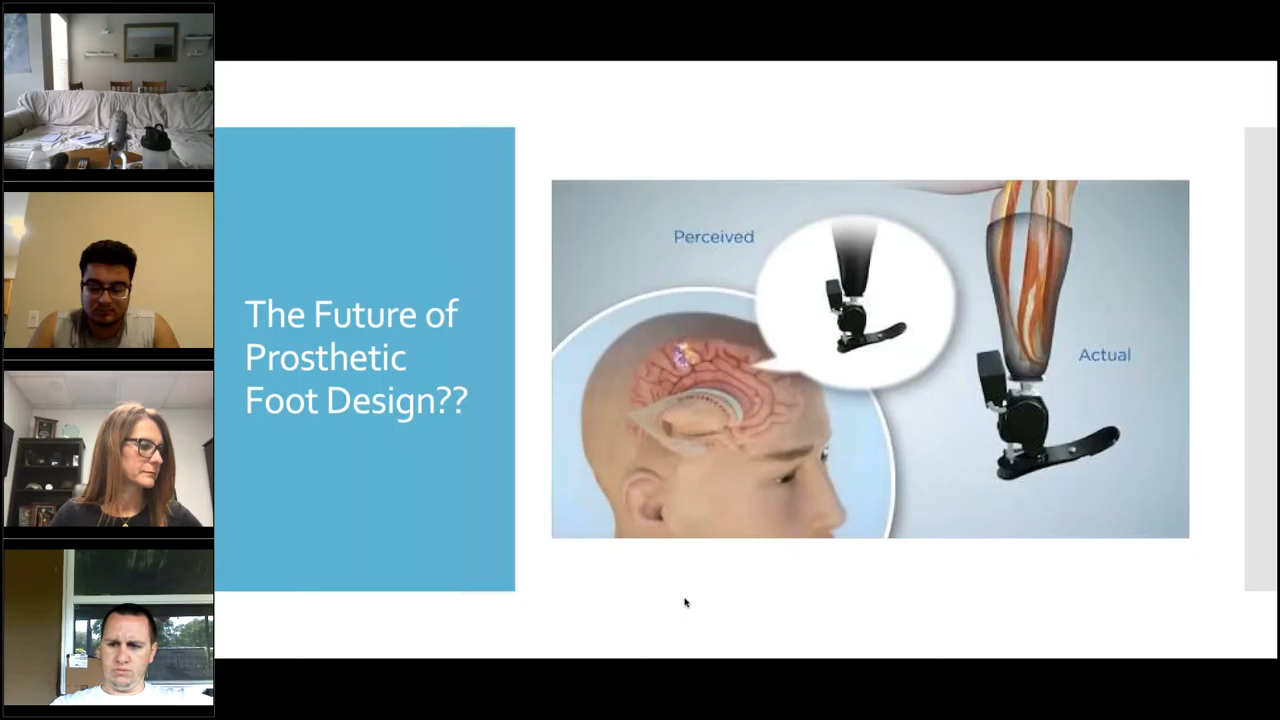 The Future of
Prosthetic
Foot Design??
Perceived
Actual